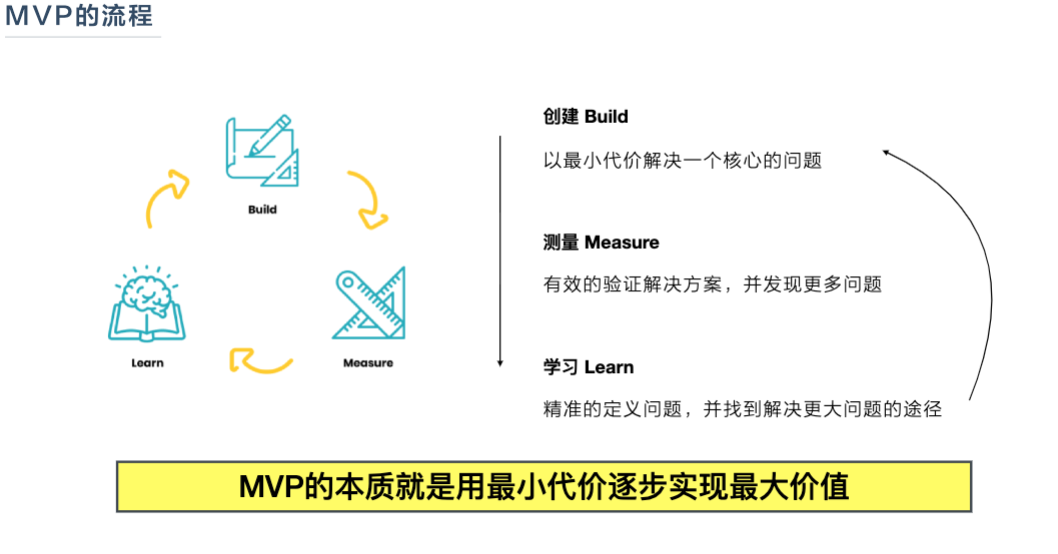 MVP的流程
Build
Learn
Measure
创建 Build
以最小代价解决一个核心的问题
测量 Measure
有效的验证解决方案，并发现更多问题
学习 Learn
精准的定义问题，并找到解决更大问题的途径
MVP的本质就是用最小代价逐步实现最大价值